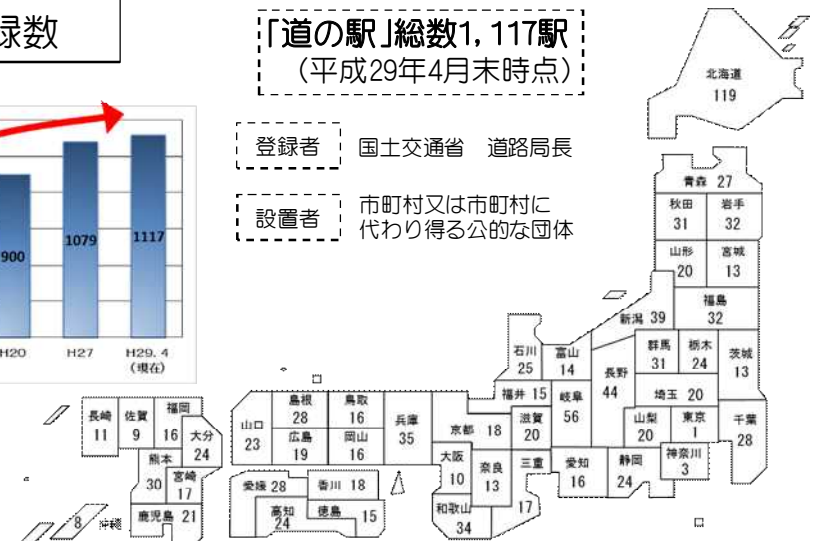 録数
「道の駅」総数1,117駅
(平成29年4月末時点)
登録者
国土交通省 道路局長
設置者
市町村又は市町村に
代わり得る公的な団体
900
1079
1117
H20
H27
H29.4
(現在)
北海道
119
青森 27
秋田
31
岩手
32
山形
20
宮城
13
福島
32
新潟 39
石川
25
富山
14
長野
44
群馬
31
栃木
24
茨城
13
福井 15
岐阜
56
埼玉 20
山梨
20
東京
1
千葉
28
神奈川
3
静岡
24
愛知
16
三重
17
滋賀
20
京都 18
奈良
13
大阪
10
和歌山
34
兵庫
35
鳥取
16
岡山
16
島根
28
広島
19
山口
23
愛媛 28
香川 18
高知
24
徳島 15
長崎
11
佐賀
9
福岡
16
大分
24
熊本
30
宮崎
17
鹿児島 21
8 沖縄